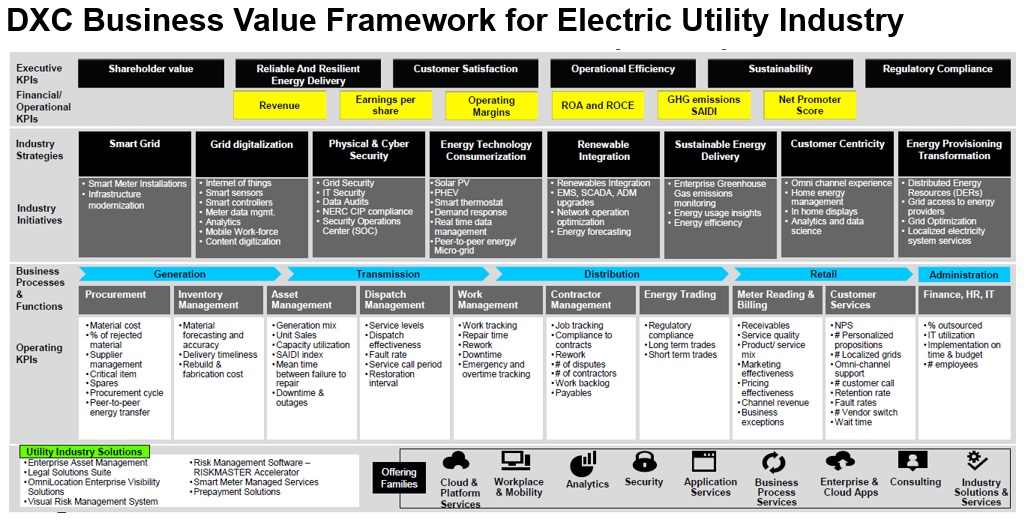 DXC Business Value Framework for Electric Utility Industry
Executive
KPIs
Shareholder value
Reliable And Resilient
Energy Delivery
Customer Satisfaction
Operational Efficiency
Sustainability
Regulatory Compliance
Financial/
Operational
KPIs
Revenue
Earnings per
share
Operating
Margins
ROA and ROCE
GHG emissions
SAIDI
Net Promoter
Score
Industry
Strategies
Smart Grid
Grid digitalization
Physical & Cyber
Security
Energy Technology
Consumerization
Renewable
Integration
Sustainable Energy
Delivery
Customer Centricity
Energy Provisioning
Transformation
Industry
Initiatives
• Smart Meter Installations
• Infrastructure
modernization
• Internet of things
• Smart sensors
• Smart controllers
• Meter data mgmt.
• Analytics
• Mobile Work-force
• Content digitization
• Grid Security
• IT Security
• Data Audits
• NERC CIP compliance
• Security Operations
Center (SOC)
•Solar PV
•PHEV
•Smart thermostat
•Demand response
•Real time data
management
•Peer-to-peer energy/
Micro-grid
• Renewables Integration
• EMS, SCADA, ADM
upgrades
• Network operation
optimization
• Energy forecasting
• Enterprise Greenhouse
Gas emissions
monitoring
• Energy usage insights
• Energy efficiency
• Omni channel experience
• Home energy
management
• In home displays
• Analytics and data
science
• Distributed Energy
Resources (DERs)
• Grid access to energy
providers
• Grid Optimization
• Localized electricity
system services
Business
Processes
&
Functions
Generation
Transmission
Distribution
Retail
Administration
Procurement
Inventory
Management
Asset
Management
Dispatch
Management
Work
Management
Contractor
Management
Energy Trading
Meter Reading &
Billing
Customer
Services
Finance, HR, IT
Operating
KPIs
•Material cost
•% of rejected
material
•Supplier
management
•Critical item
•Spares
•Procurement cycle
•Peer-to-peer
energy transfer
•Material
forecasting and
accuracy
•Delivery timeliness
•Rebuild &
fabrication cost
•Generation mix
•Unit Sales
•Capacity utilization
•SAIDI index
•Mean time
between failure to
repair
•Downtime &
outages
•Service levels
•Dispatch
effectiveness
•Fault rate
•Service call period
•Restoration
interval
•Work tracking
•Repair time
•Rework
•Downtime
•Emergency and
overtime tracking
•Job tracking
•Compliance to
contracts
•Rework
•# of disputes
•# of contractors
•Work backlog
•Payables
•Regulatory
compliance
•Long term trades
•Short term trades
•Receivables
•Service quality
•Product/ service
mix
•Marketing
effectiveness
•Pricing
effectiveness
•Channel revenue
•Business
exceptions
•NPS
•# Personalized
propositions
•# Localized grids
•Omni-channel
support
•# customer call
•Retention rate
•Fault rates
•# Vendor switch
•Wait time
•% outsourced
•IT utilization
•Implementation on
time & budget
•# employees
Utility Industry Solutions
•Enterprise Asset Management
•Legal Solutions Suite
•OmniLocation Enterprise Visibility
Solutions
•Visual Risk Management System
•Risk Management Software –
RISKMASTER Accelerator
•Smart Meter Managed Services
•Prepayment Solutions
Offering
Families
Cloud &
Platform
Services
Workplace
& Mobility
Analytics
Security
Application
Services
Business
Process
Services
Enterprise &
Cloud Apps
Consulting
Industry
Solutions &
Services